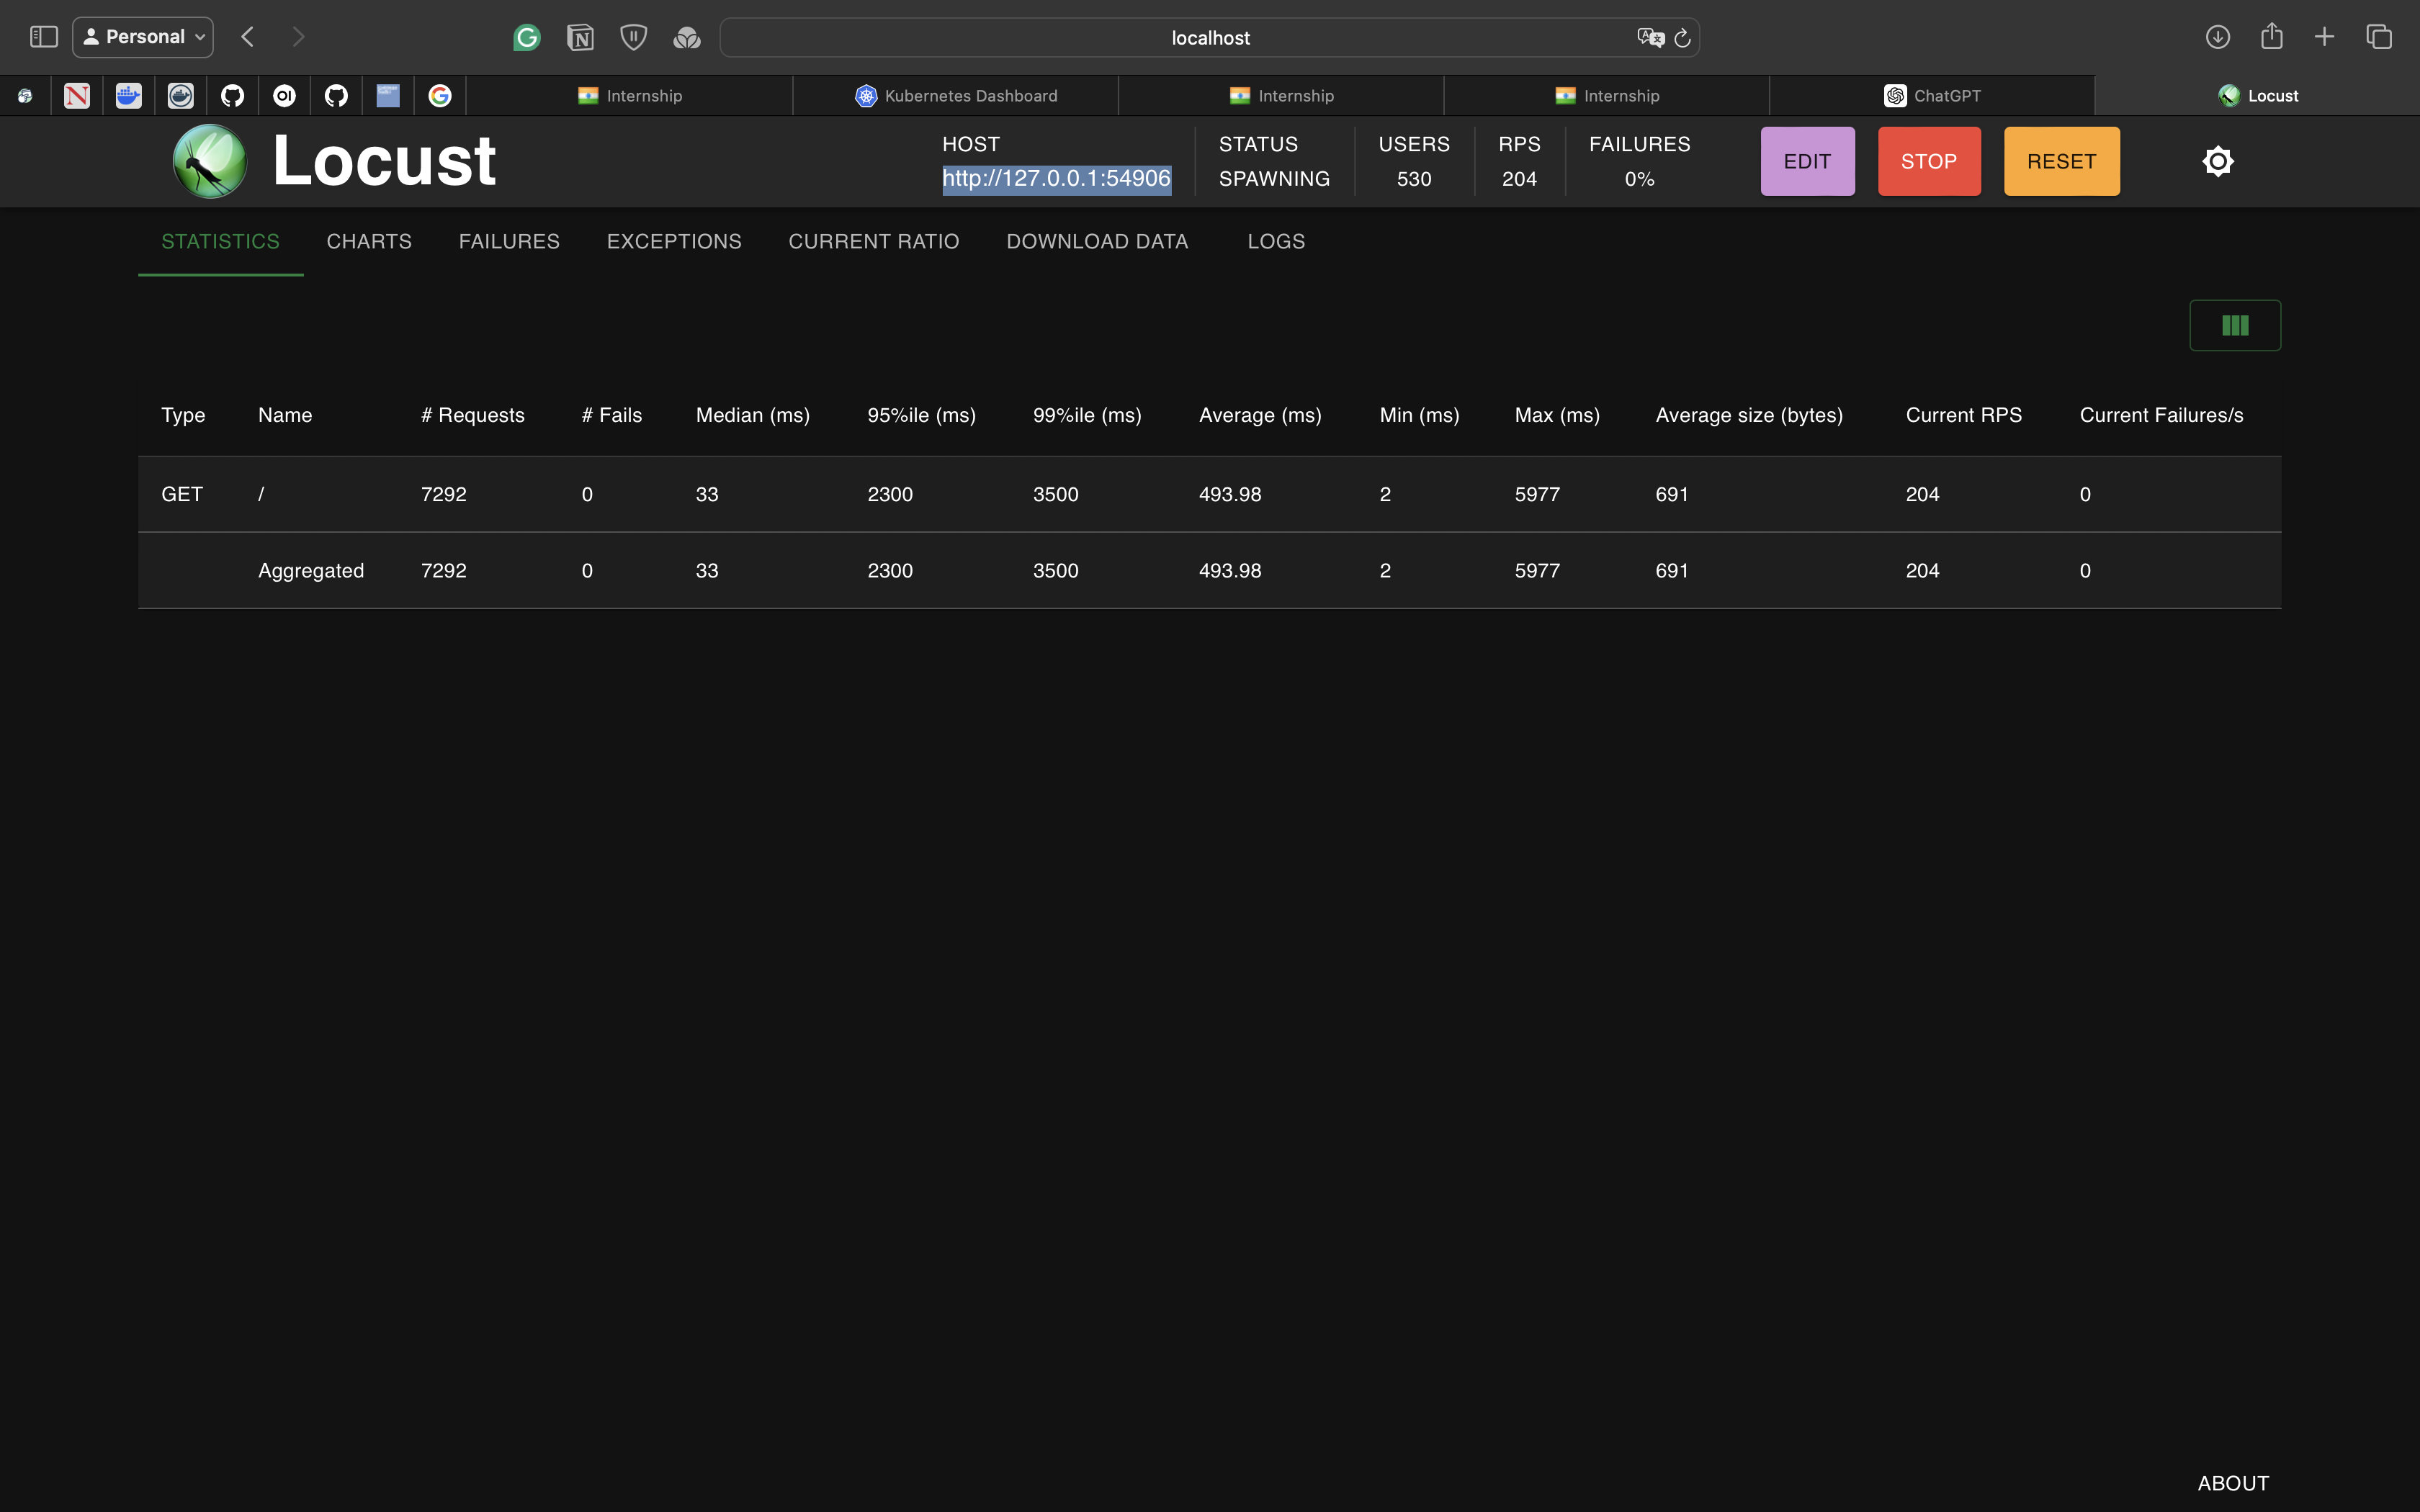 Personal
localhost
Internship
Kubernetes Dashboard
Internship
Internship
ChatGPT
Locust
Locust
HOST
http://127.0.0.1:54906
STATUS
SPAWNING
USERS
530
RPS
204
FAILURES
0%
EDIT
STOP
RESET
STATISTICS CHARTS FAILURES EXCEPTIONS CURRENT RATIO DOWNLOAD DATA LOGS
Type Name # Requests # Fails Median (ms) 95%ile (ms) 99%ile (ms) Average (ms) Min (ms) Max (ms) Average size (bytes) Current RPS Current Failures/s
GET / 7292 0 33 2300 3500 493.98 2 5977 691 204 0
Aggregated 7292 0 33 2300 3500 493.98 2 5977 691 204 0
ABOUT